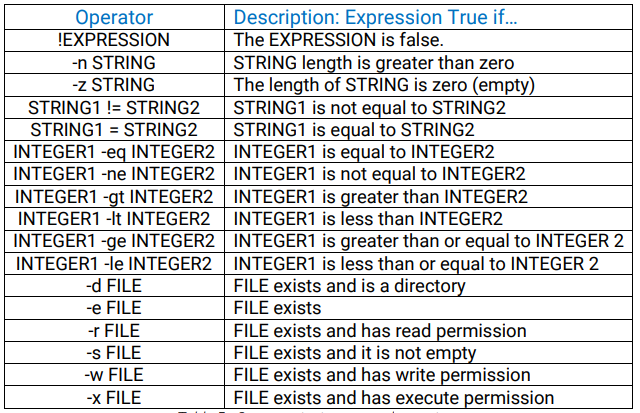 Operator Description: Expression True if…
!EXPRESSION The EXPRESSION is false.
-n STRING STRING length is greater than zero
-z STRING The length of STRING is zero (empty)
STRING1 != STRING2 STRING1 is not equal to STRING2
STRING1 = STRING2 STRING1 is equal to STRING2
INTEGER1 -eq INTEGER2 INTEGER1 is equal to INTEGER2
INTEGER1 -ne INTEGER2 INTEGER1 is not equal to INTEGER2
INTEGER1 -gt INTEGER2 INTEGER1 is greater than INTEGER2
INTEGER1 -lt INTEGER2 INTEGER1 is less than INTEGER2
INTEGER1 -ge INTEGER2 INTEGER1 is greater than or equal to INTEGER 2
INTEGER1 -le INTEGER2 INTEGER1 is less than or equal to INTEGER 2
-d FILE FILE exists and is a directory
-e FILE FILE exists
-r FILE FILE exists and has read permission
-s FILE FILE exists and it is not empty
-w FILE FILE exists and has write permission
-x FILE FILE exists and has execute permission